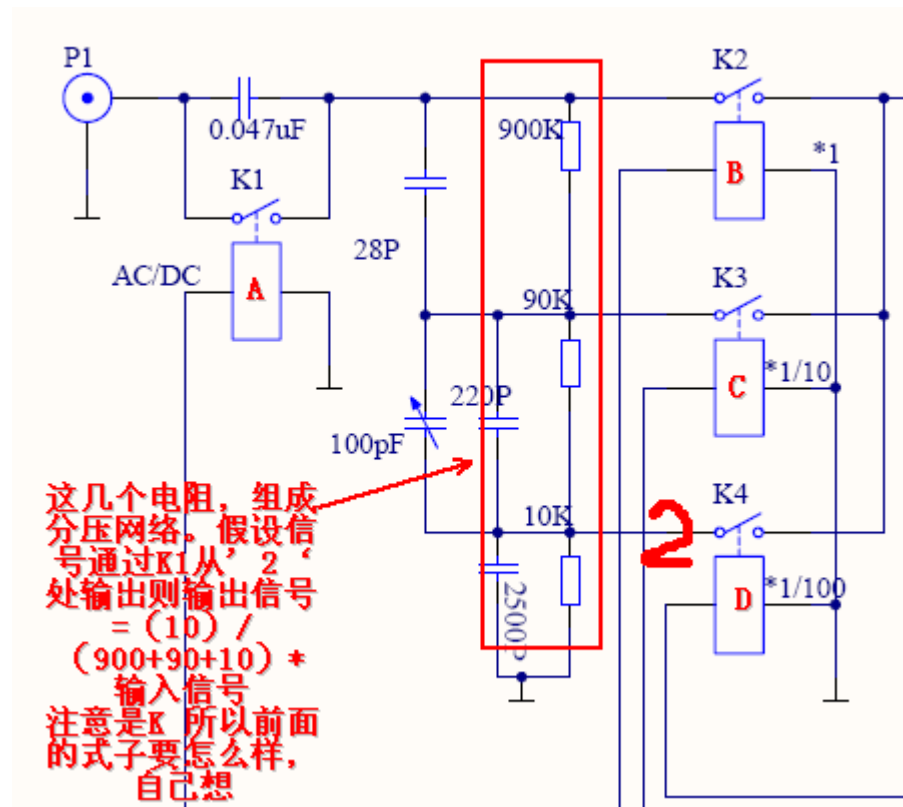 P1
K2
0.047uF
900K
*1
B
K1
28P
AC/DC
A
90K
K3
*1/10
220P
C
100pF
10K
K4
这几个电阻，组成
分压网络。假设信
号通过K1从’2‘
处输出则输出信号
=（10）/
（900+90+10）*
输入信号
注意是K 所以前面
的式子要怎么样，
自己想
2
*1/100
D
2500P